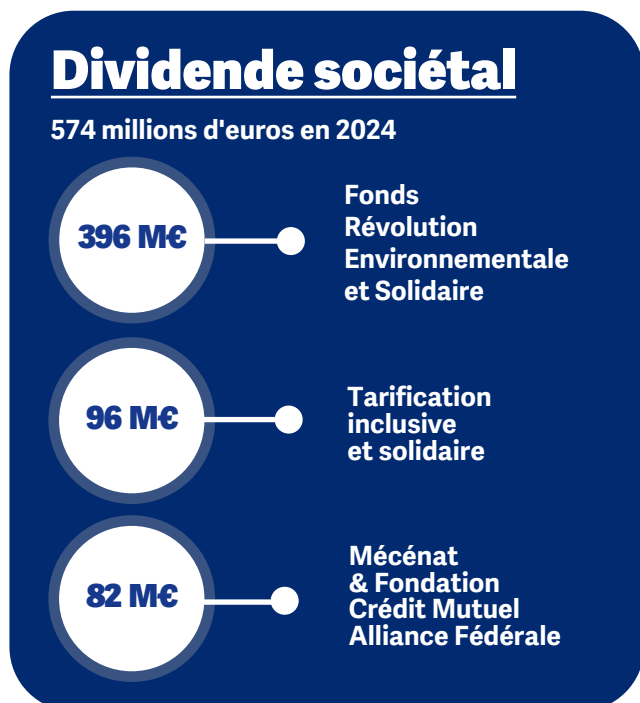 Dividende sociétal
574 millions d'euros en 2024
396 M€
Fonds
Révolution
Environnementale
et Solidaire
96 M€
Tarification
inclusive
et solidaire
82 M€
Mécénat
& Fondation
Crédit Mutuel
Alliance Fédérale